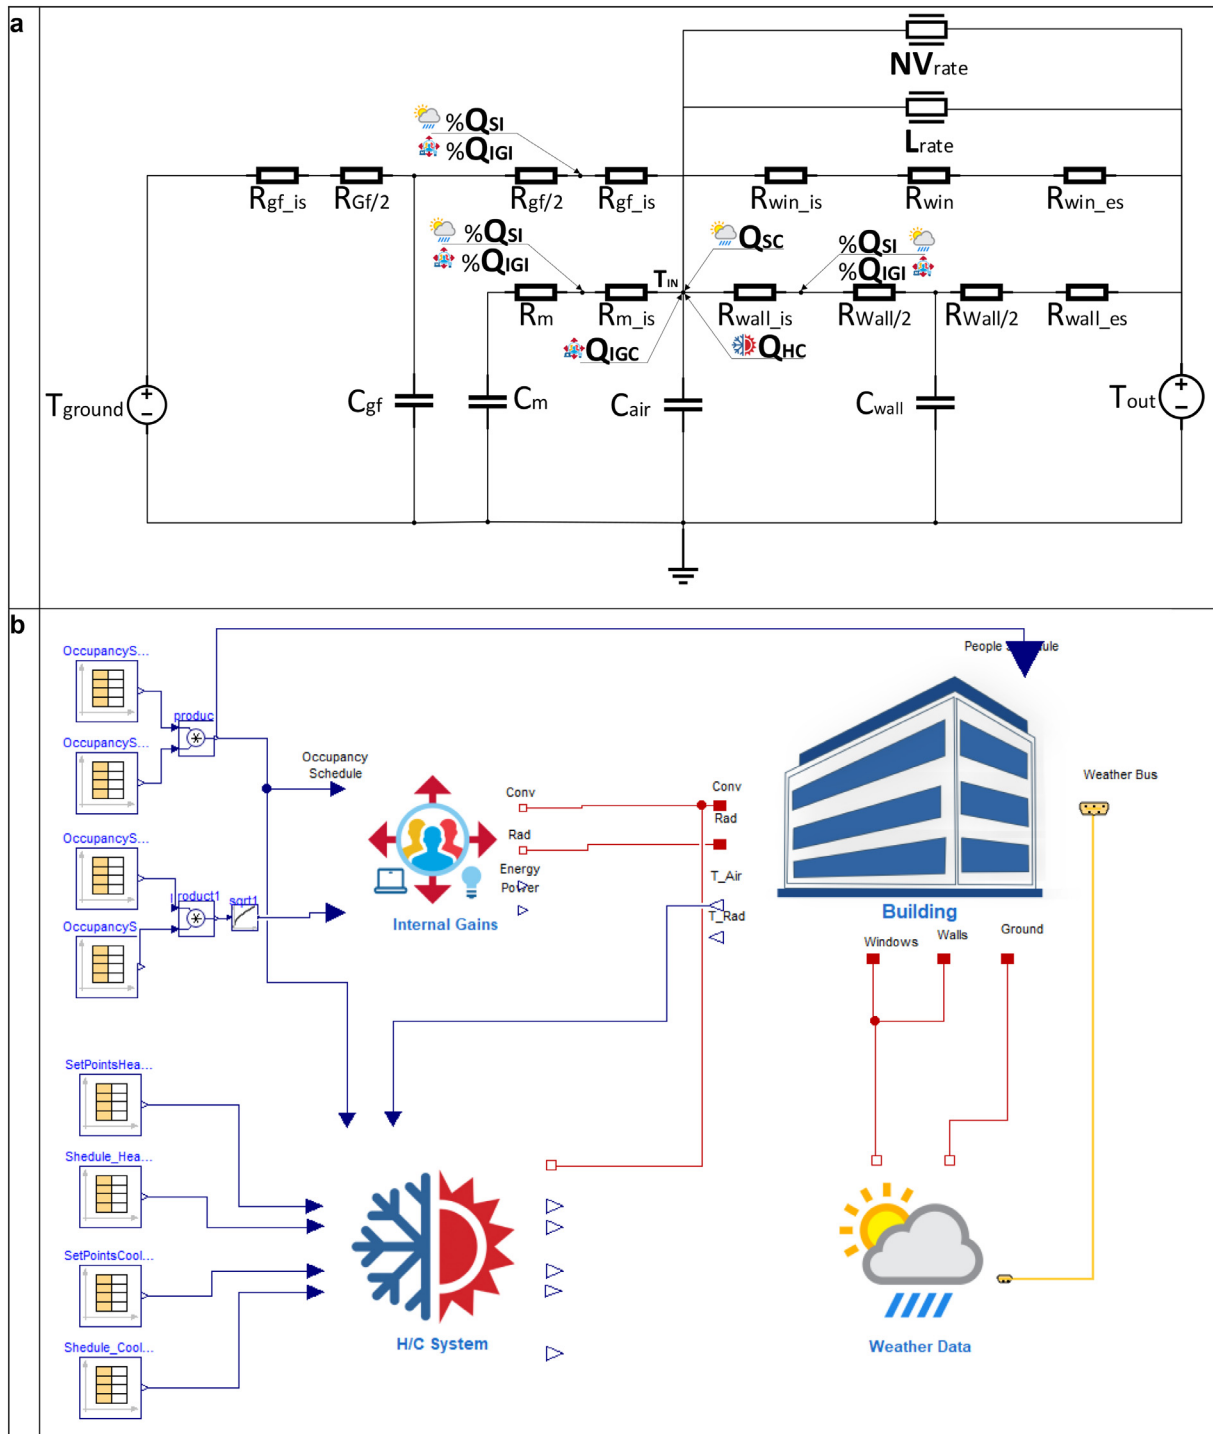 a
NVrate
%QSI
%QIGI
Lrate
Rgf_is
RGf/2
Rgf/2
Rgf_is
Rwin_is
Rwin
Rwin_es
%QSI
%QIGI
QSC
%QSI
%QIGI
TIN
Rm
Rm_is
Rwall_is
RWall/2
RWall/2
Rwall_es
QIGC
QHC
Tground
+
−
Cgf
Cm
Cair
Cwall
Tout
+
−
b
OccupancyS...
People S
ule
produc
OccupancyS...
Occupancy
Schedule
Weather Bus
Conv
Conv
Rad
OccupancyS...
Rad
Energy
Power
T_Air
roduct1
sqrt1
T_Rad
OccupancyS
Internal Gains
Building
Windows
Walls
Ground
SetPointsHea...
Shedule_Hea...
SetPointsCool...
Shedule_Cool...
H/C System
Weather Data